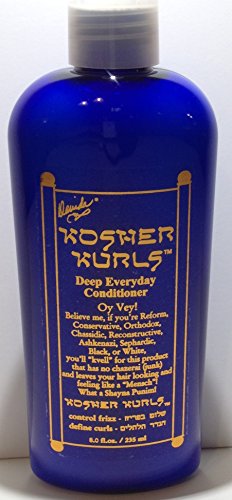 KOSHER
KURLS™
Deep Everyday
Conditioner
Oy Vey!
Believe me, if you're Reform,
Conservative, Orthodox,
Chassidic, Reconstructive,
Ashkenazi, Sephardic,
Black, or White,
you'll "kvell" for this product
that has no chazerai (junk)
and leaves your hair looking and
feeling like a "Mensch"!
What a Shayna Punim!
KOSHER KURLS™
control frizz -
define curls - תלתלים
8.0 fl.oz. / 235 ml